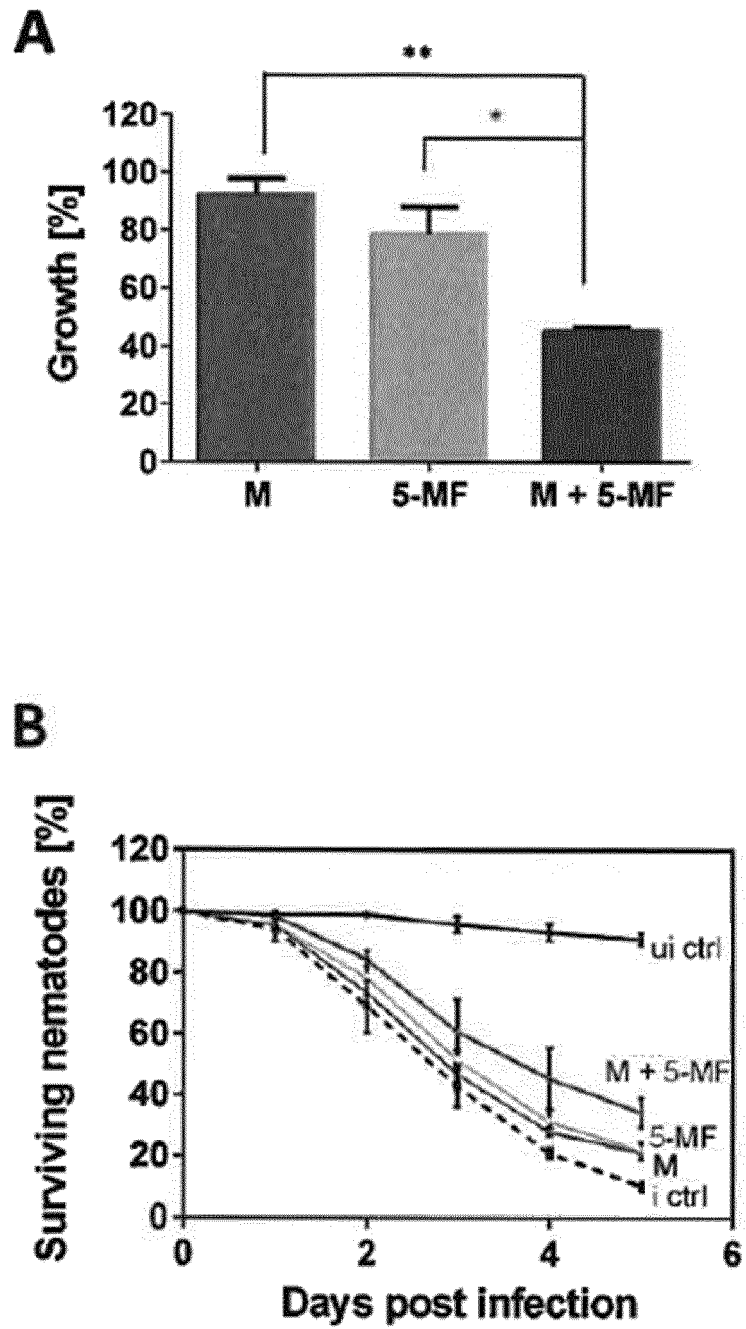 A
**
*
Growth [%]
120
100
80
60
40
20
0
M
5-MF
M + 5-MF
B
Surviving nematodes [%]
120
100
80
60
40
20
0
ui ctrl
M + 5-MF
5-MF
M
i ctrl
0
2
4
6
Days post infection